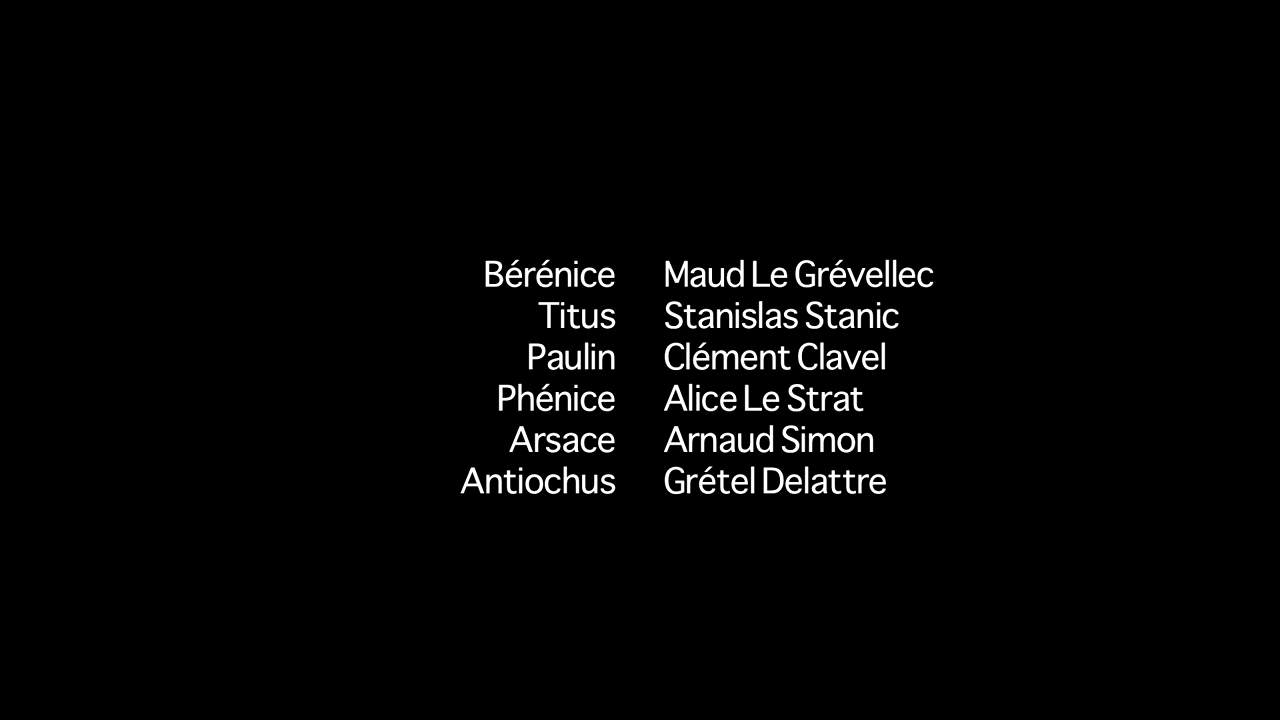 Bérénice Maud Le Grévellec
Titus Stanislas Stanic
Paulin Clément Clavel
Phénice Alice Le Strat
Arsace Arnaud Simon
Antiochus Grétel Delattre